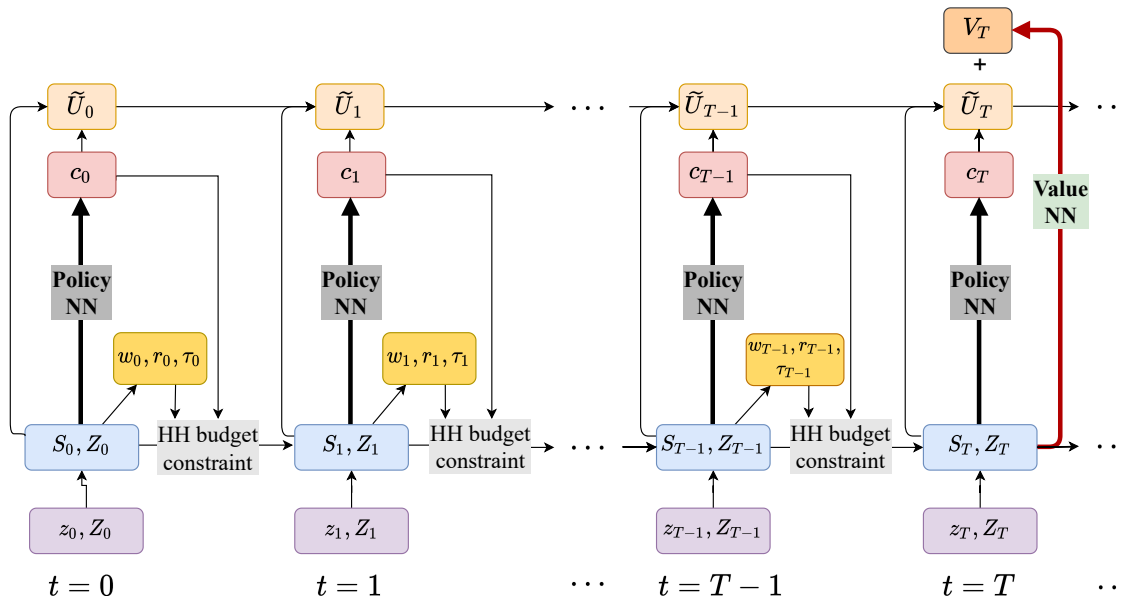 V_T
+
Ũ_0 Ũ_1 ··· Ũ_{T−1} Ũ_T ··
c_0 c_1 c_{T−1} c_T
Value
NN
Policy Policy Policy Policy
NN NN NN NN
w_0, r_0, τ_0 w_1, r_1, τ_1 w_{T−1}, r_{T−1},
τ_{T−1}
S_0, Z_0 HH budget S_1, Z_1 HH budget ··· S_{T−1}, Z_{T−1} HH budget S_T, Z_T ··
constraint constraint constraint
z_0, Z_0 z_1, Z_1 z_{T−1}, Z_{T−1} z_T, Z_T
t = 0 t = 1 ··· t = T − 1 t = T ··